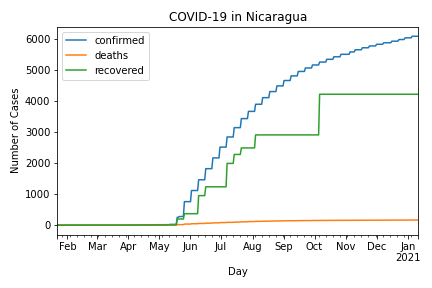 COVID-19 in Nicaragua
confirmed
deaths
recovered
Number of Cases
6000
5000
4000
3000
2000
1000
0
Feb Mar Apr May Jun Jul Aug Sep Oct Nov Dec Jan
2021
Day